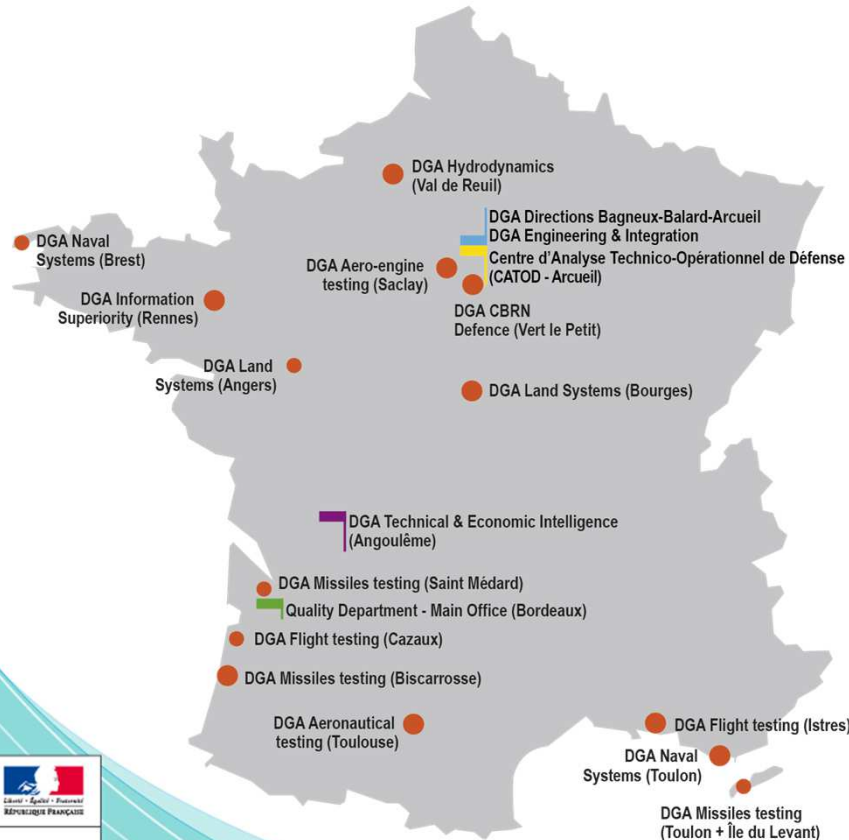 DGA Hydrodynamics
(Val de Reuil)
DGA Directions Bagneux-Balard-Arcueil
DGA Engineering & Integration
Centre d'Analyse Technico-Opérationnel de Défense
(CATOD - Arcueil)
DGA Naval
Systems (Brest)
DGA Aero-engine
testing (Saclay)
DGA Information
Superiority (Rennes)
DGA CBRN
Defence (Vert le Petit)
DGA Land
Systems (Angers)
DGA Land Systems (Bourges)
DGA Technical & Economic Intelligence
(Angoulême)
DGA Missiles testing (Saint Médard)
Quality Department - Main Office (Bordeaux)
DGA Flight testing (Cazaux)
DGA Missiles testing (Biscarrosse)
DGA Aeronautical
testing (Toulouse)
DGA Flight testing (Istres)
DGA Naval
Systems (Toulon)
DGA Missiles testing
(Toulon + Île du Levant)
Liberté • Égalité • Fraternité
RÉPUBLIQUE FRANÇAISE